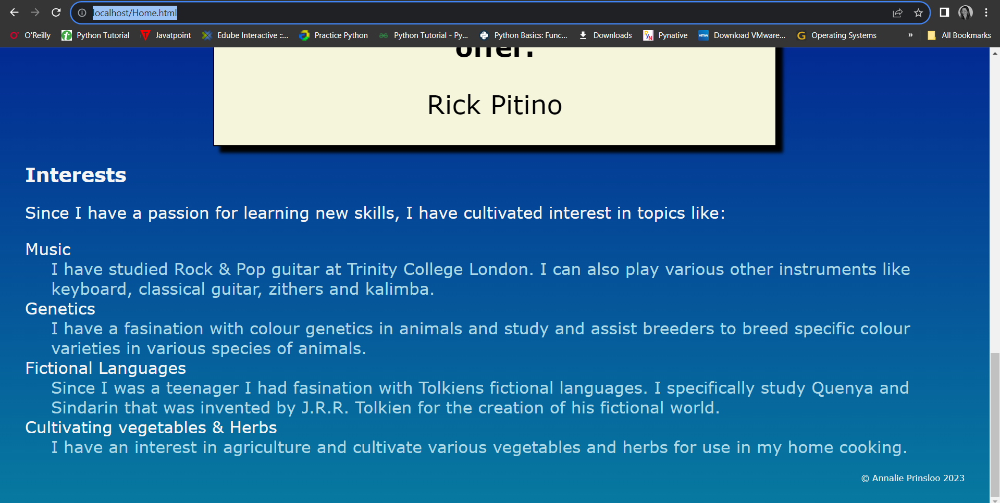 localhost/Home.html
O'Reilly Python Tutorial Javatpoint Edube Interactive ::... Practice Python Python Tutorial - Py... Python Basics: Func... Downloads Pynative vmw Download VMware... Operating Systems » All Bookmarks
offer.
Rick Pitino
Interests
Since I have a passion for learning new skills, I have cultivated interest in topics like:
Music
I have studied Rock & Pop guitar at Trinity College London. I can also play various other instruments like
keyboard, classical guitar, zithers and kalimba.
Genetics
I have a fasination with colour genetics in animals and study and assist breeders to breed specific colour
varieties in various species of animals.
Fictional Languages
Since I was a teenager I had fasination with Tolkiens fictional languages. I specifically study Quenya and
Sindarin that was invented by J.R.R. Tolkien for the creation of his fictional world.
Cultivating vegetables & Herbs
I have an interest in agriculture and cultivate various vegetables and herbs for use in my home cooking.
© Annalie Prinsloo 2023